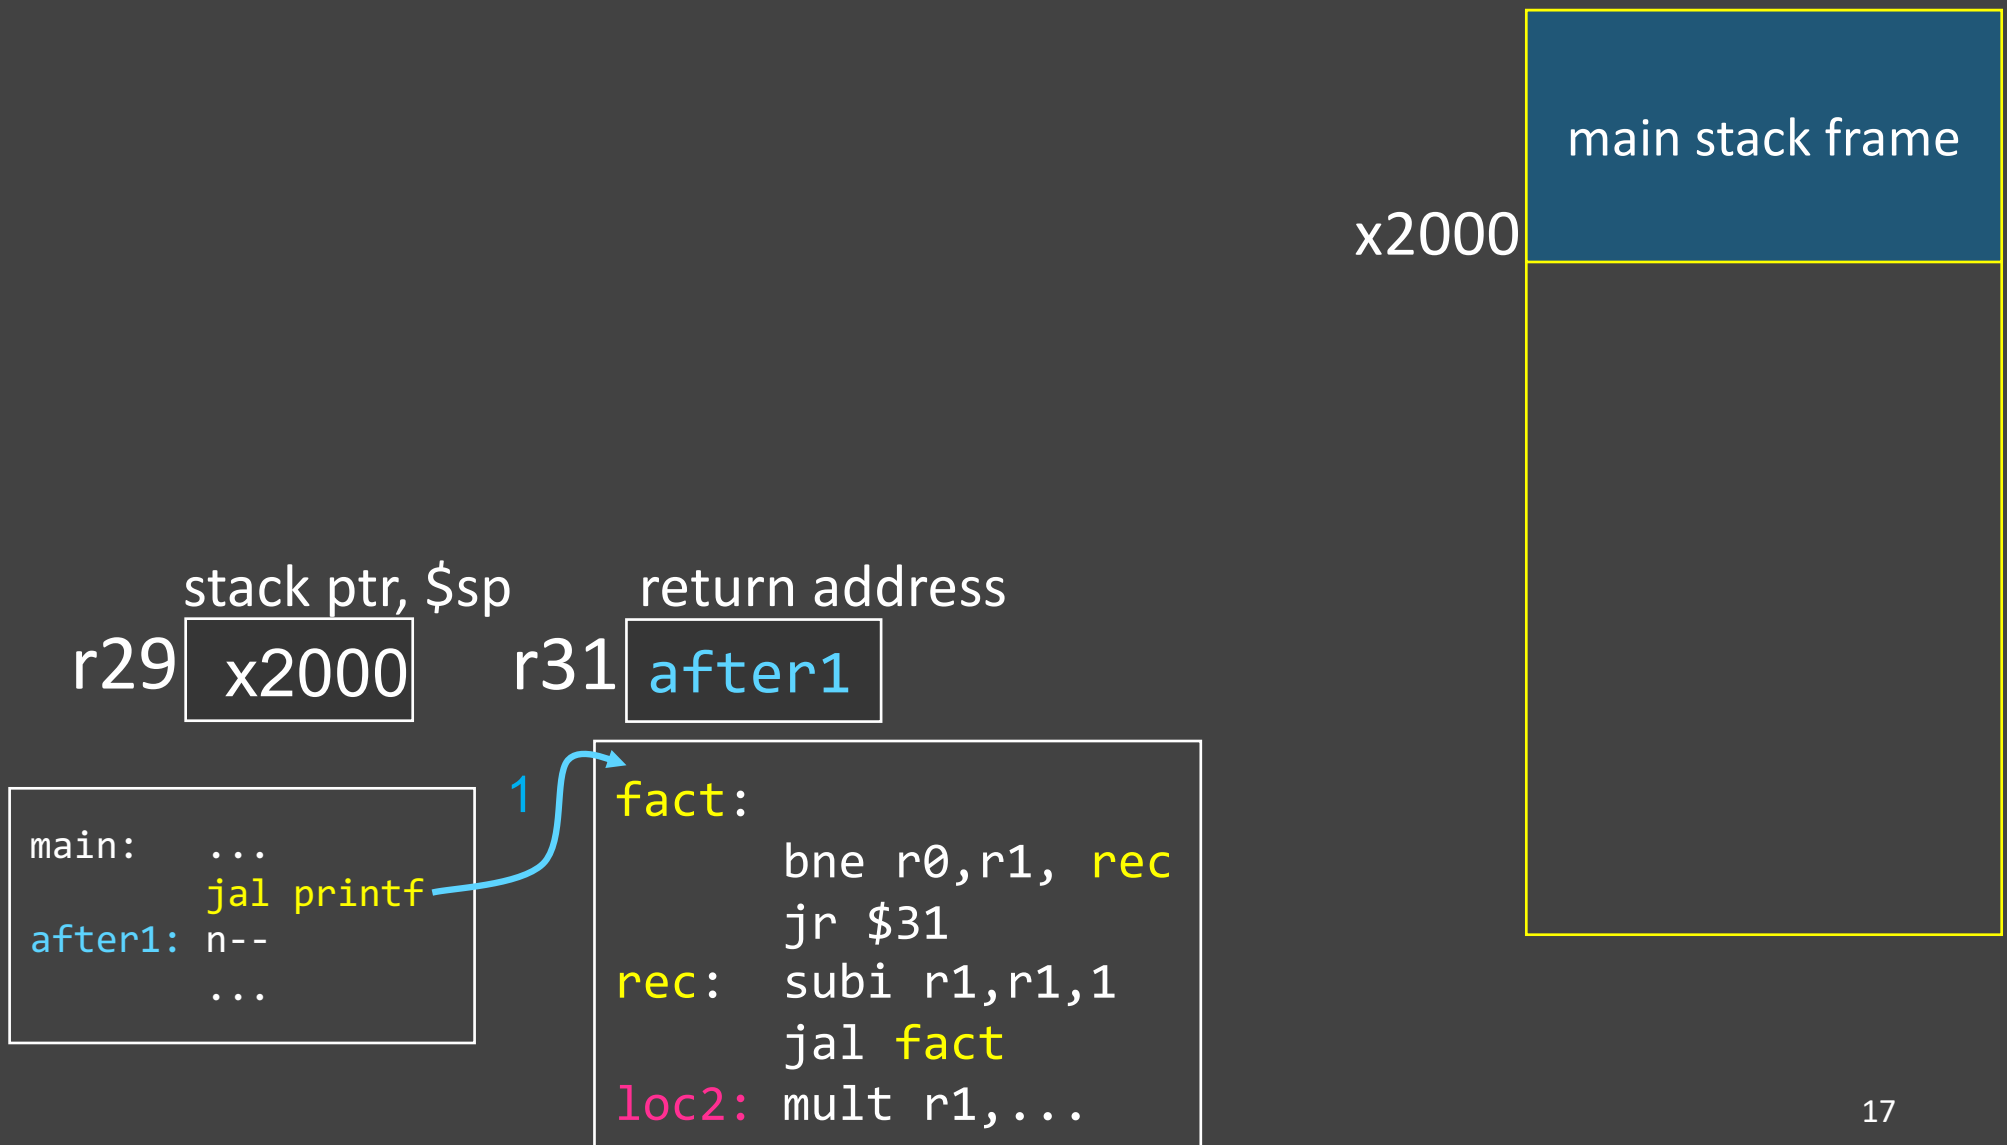 main stack frame
x2000
stack ptr, $sp
return address
r29 x2000
r31 after1
1
main: ...
jal printf
after1: n--
...
fact:
bne r0,r1, rec
jr $31
rec: subi r1,r1,1
jal fact
loc2: mult r1,...
17